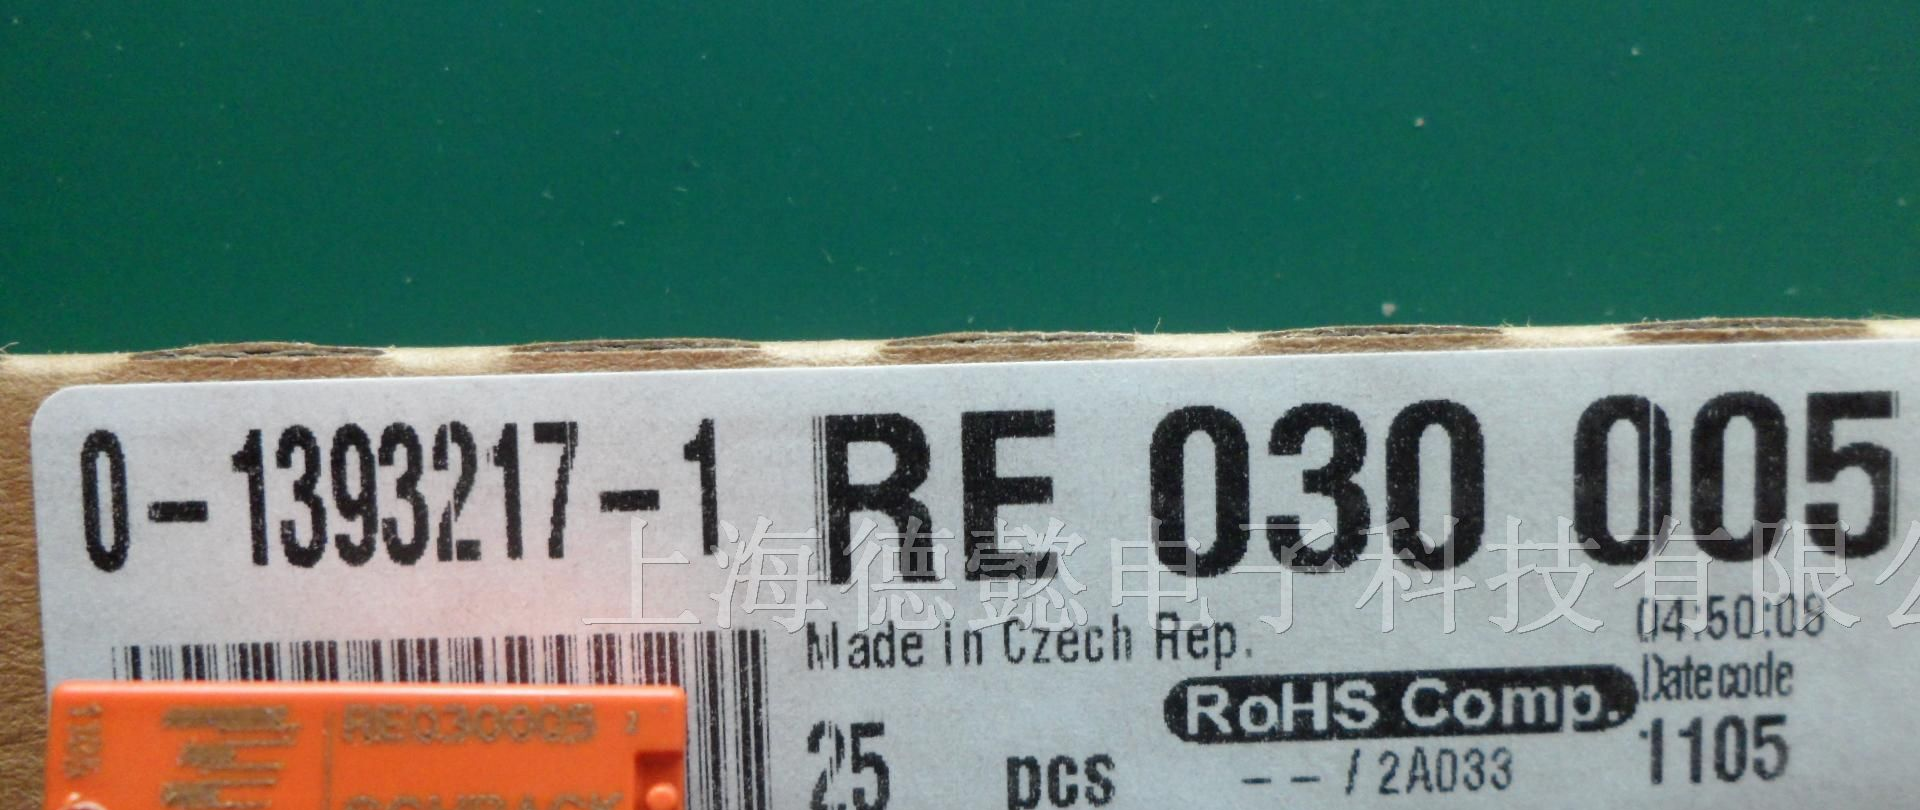 0-1393217-1 RE 030 005
上海德懿电子科技有限公
Made in Czech Rep.
04:50:08
RoHS Comp.
Datecode
25 pcs
--/2A033
1105
RE030005